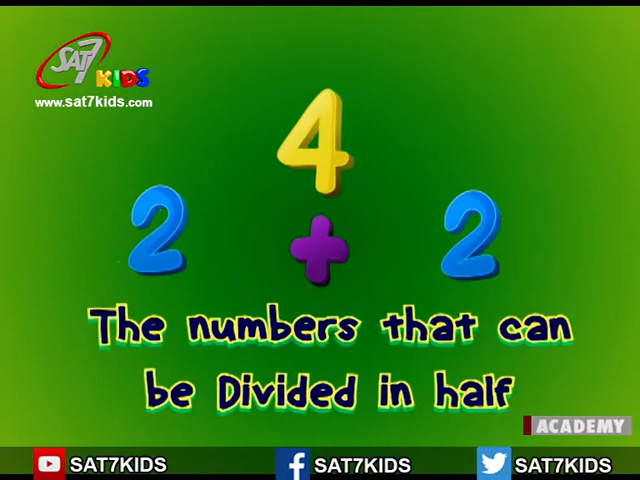 SAT7 KIDS
www.sat7kids.com
4
2 + 2
The numbers that can
be Divided in half
ACADEMY
SAT7KIDS SAT7KIDS SAT7KIDS